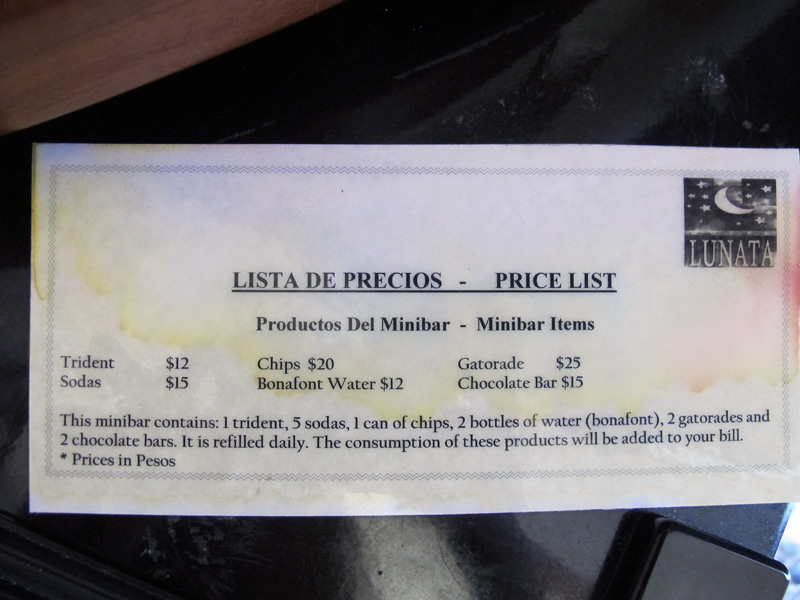 LUNATA
LISTA DE PRECIOS - PRICE LIST
Productos Del Minibar - Minibar Items
Trident $12 Chips $20 Gatorade $25
Sodas $15 Bonafont Water $12 Chocolate Bar $15
This minibar contains: 1 trident, 5 sodas, 1 can of chips, 2 bottles of water (bonafont), 2 gatorades and
2 chocolate bars. It is refilled daily. The consumption of these products will be added to your bill.
* Prices in Pesos